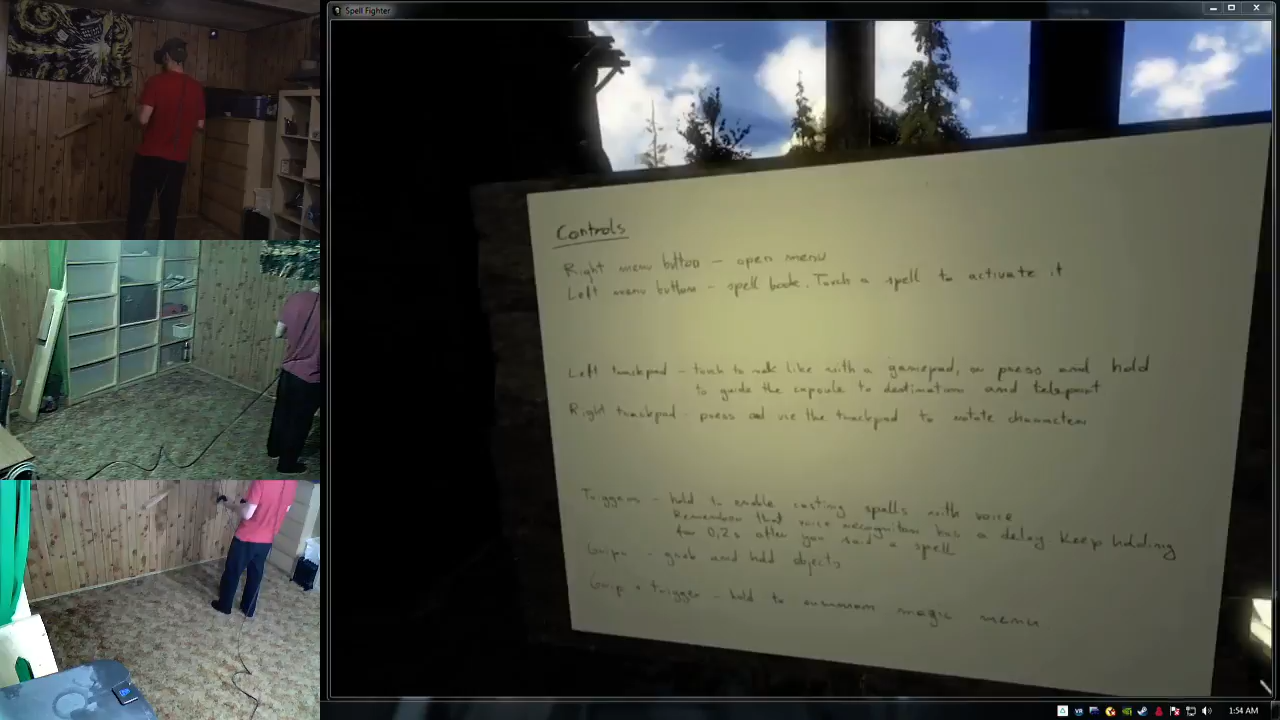 Spell Fighter
Controls
Right menu button - open menu
Left menu button - spell book. Touch a spell to activate it
Left trackpad - touch to walk like with a gamepad, or press and hold
to guide the capsule to destination and teleport
Right trackpad - press and use the trackpad to rotate character
Triggers - hold to enable casting spells with voice
Remember that voice recognition has a delay. Keep holding
for 0,2s after you said a spell
Grips - grab and hold objects
Grip + trigger - hold to summon magic menu
1:54 AM